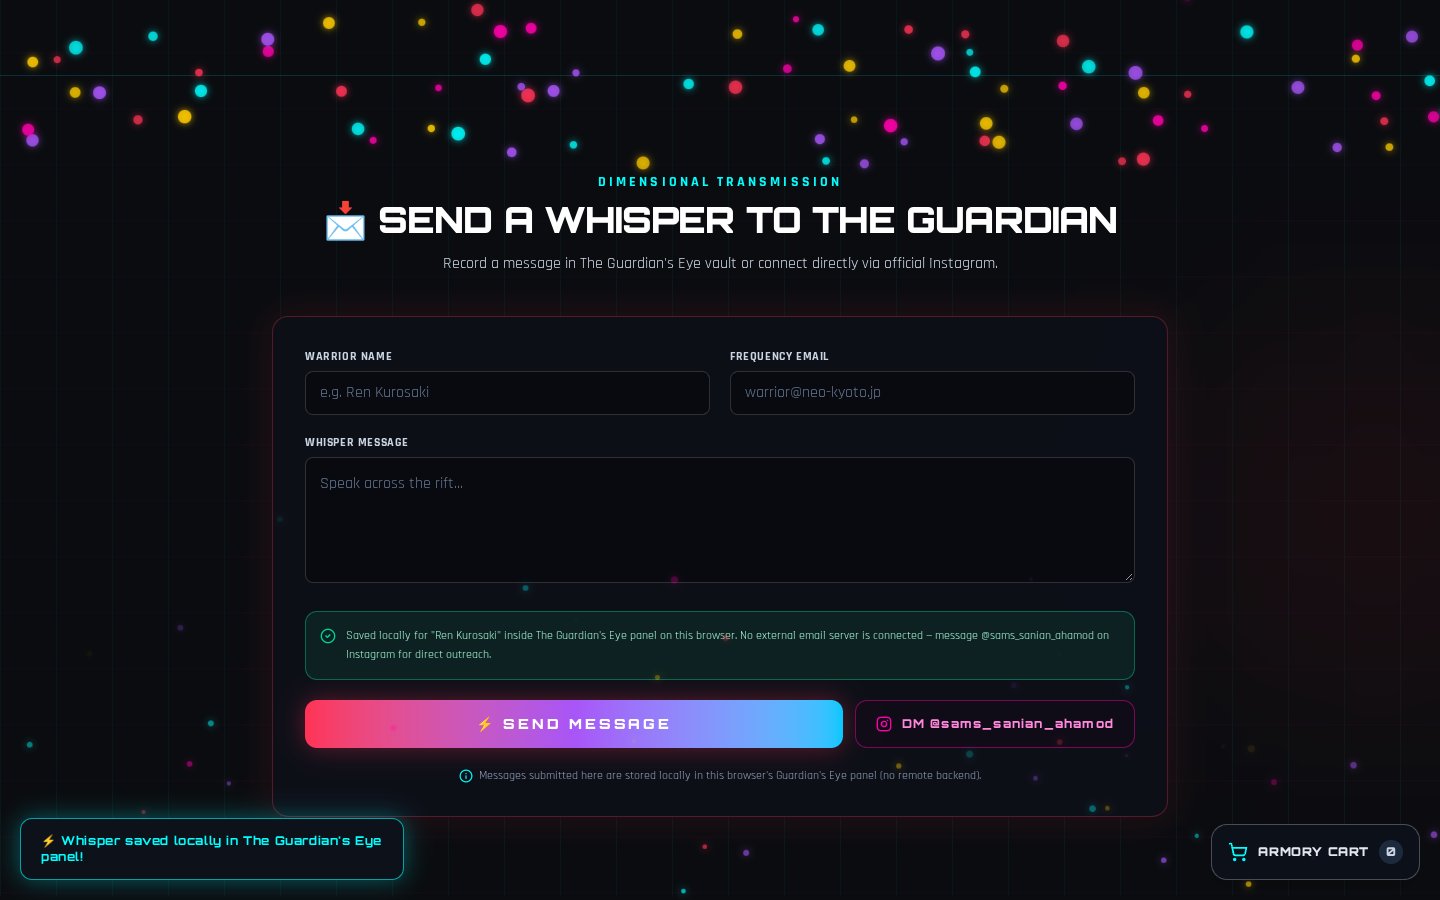 DIMENSIONAL TRANSMISSION
SEND A WHISPER TO THE GUARDIAN
Record a message in The Guardian's Eye vault or connect directly via official Instagram.
WARRIOR NAME
FREQUENCY EMAIL
e.g. Ren Kurosaki
warrior@neo-kyoto.jp
WHISPER MESSAGE
Speak across the rift...
Saved locally for "Ren Kurosaki" inside The Guardian's Eye panel on this browser. No external email server is connected — message @sams_sanian_ahamod on
Instagram for direct outreach.
⚡ SEND MESSAGE
DM @sams_sanian_ahamod
Messages submitted here are stored locally in this browser's Guardian's Eye panel (no remote backend).
⚡ Whisper saved locally in The Guardian's Eye
panel!
ARMORY CART 0